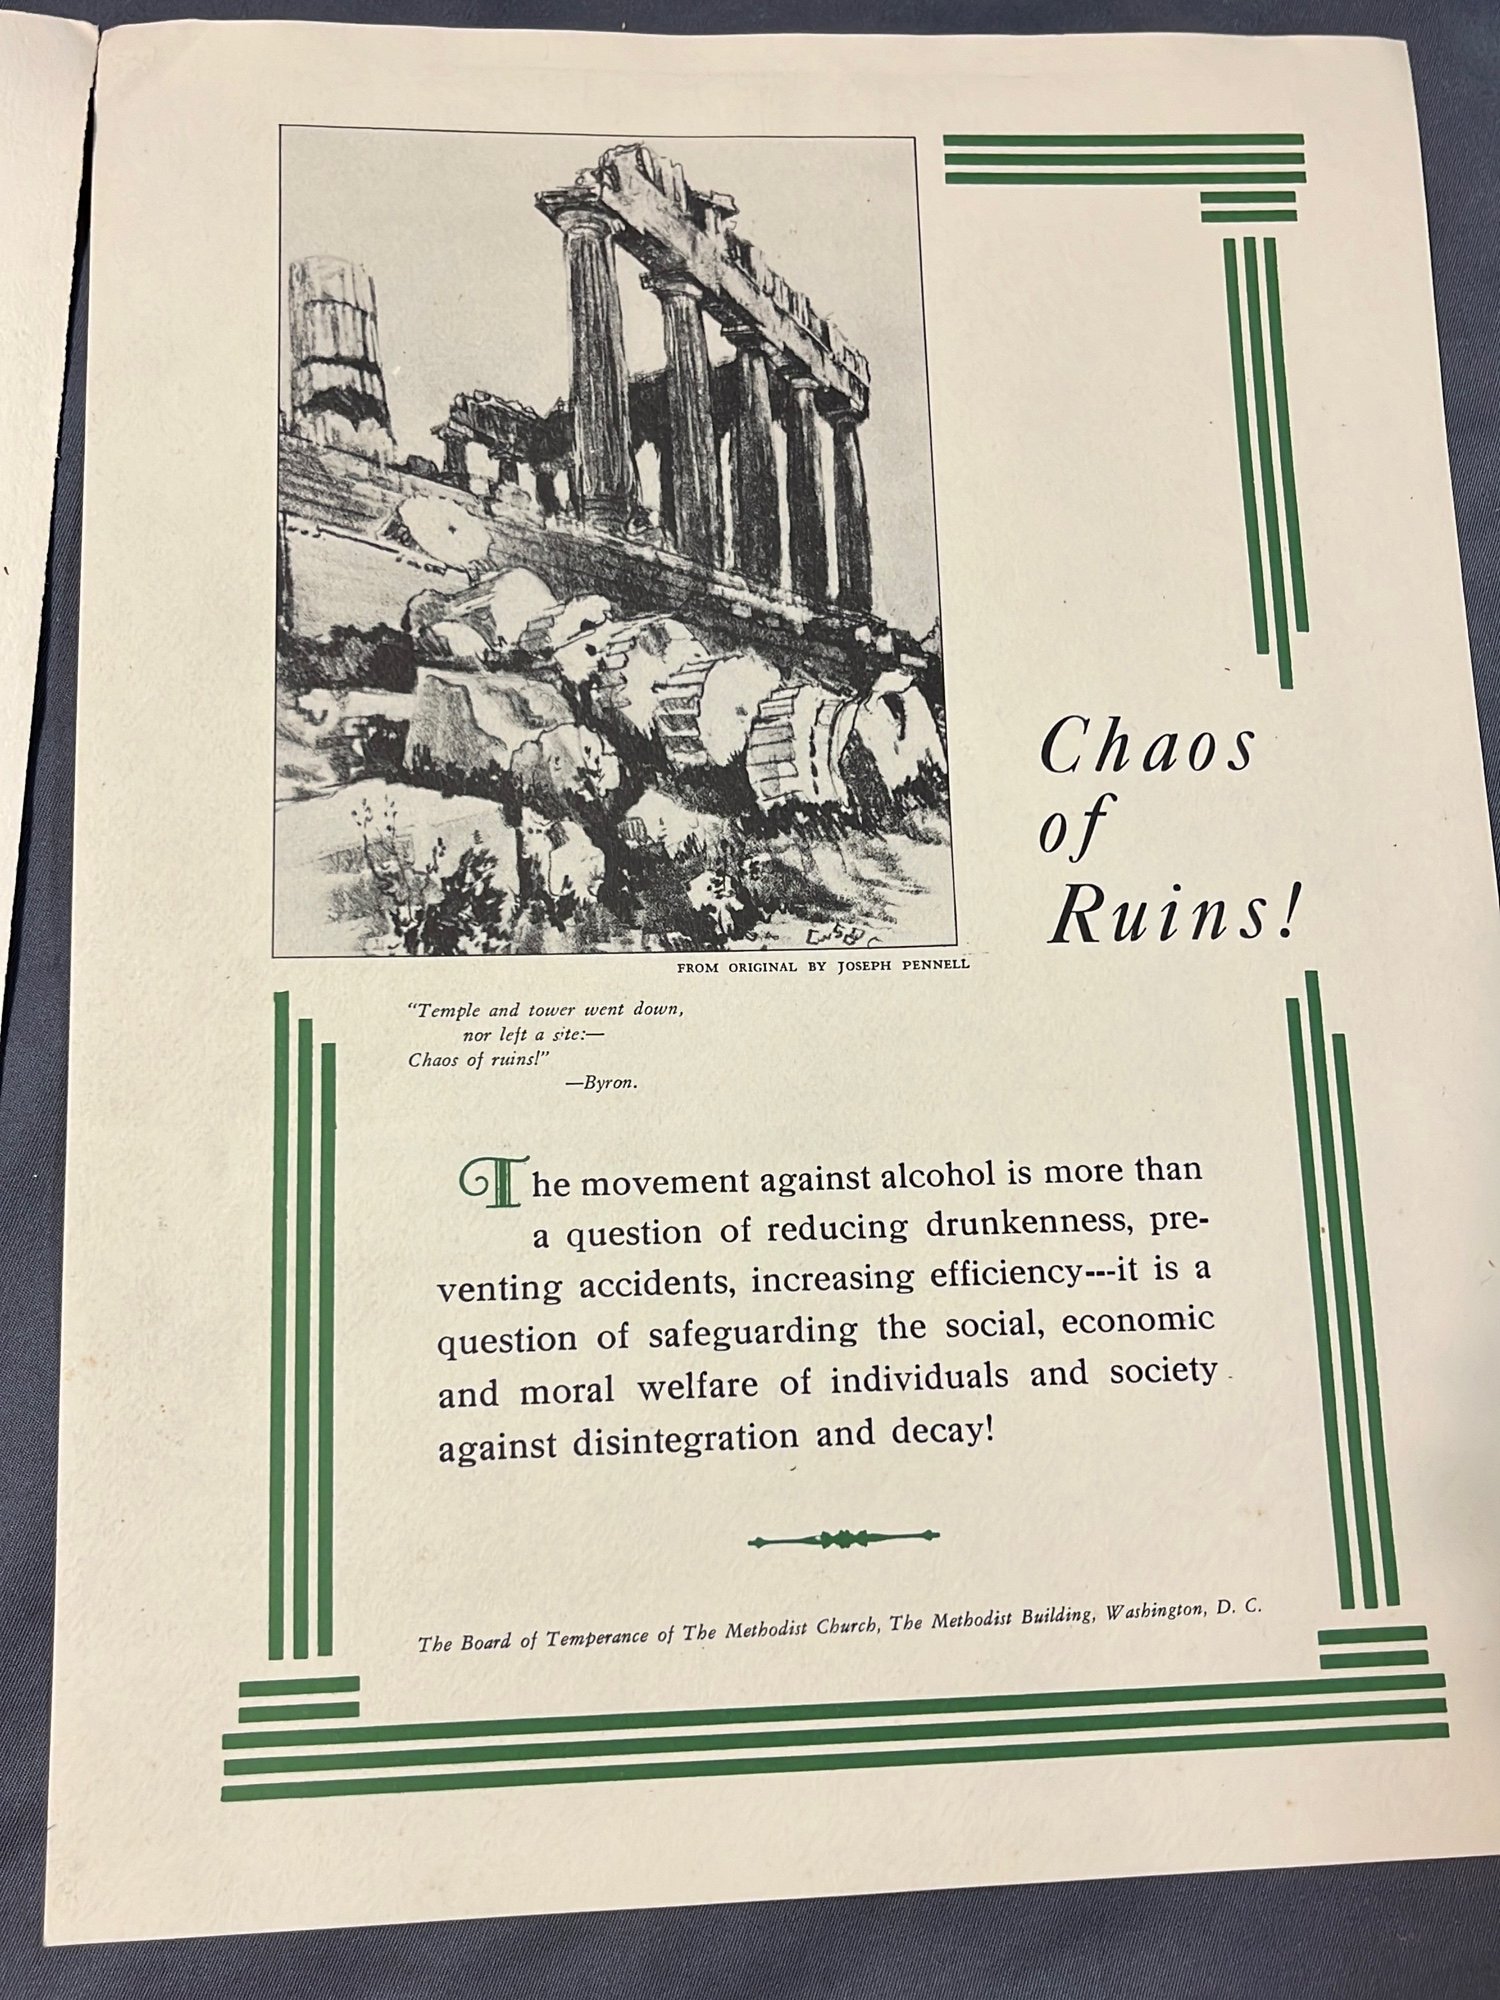 Chaos
of
Ruins!
FROM ORIGINAL BY JOSEPH PENNELL
"Temple and tower went down,
nor left a site:—
Chaos of ruins!"
—Byron.
The movement against alcohol is more than
a question of reducing drunkenness, pre-
venting accidents, increasing efficiency---it is a
question of safeguarding the social, economic
and moral welfare of individuals and society
against disintegration and decay!
The Board of Temperance of The Methodist Church, The Methodist Building, Washington, D. C.